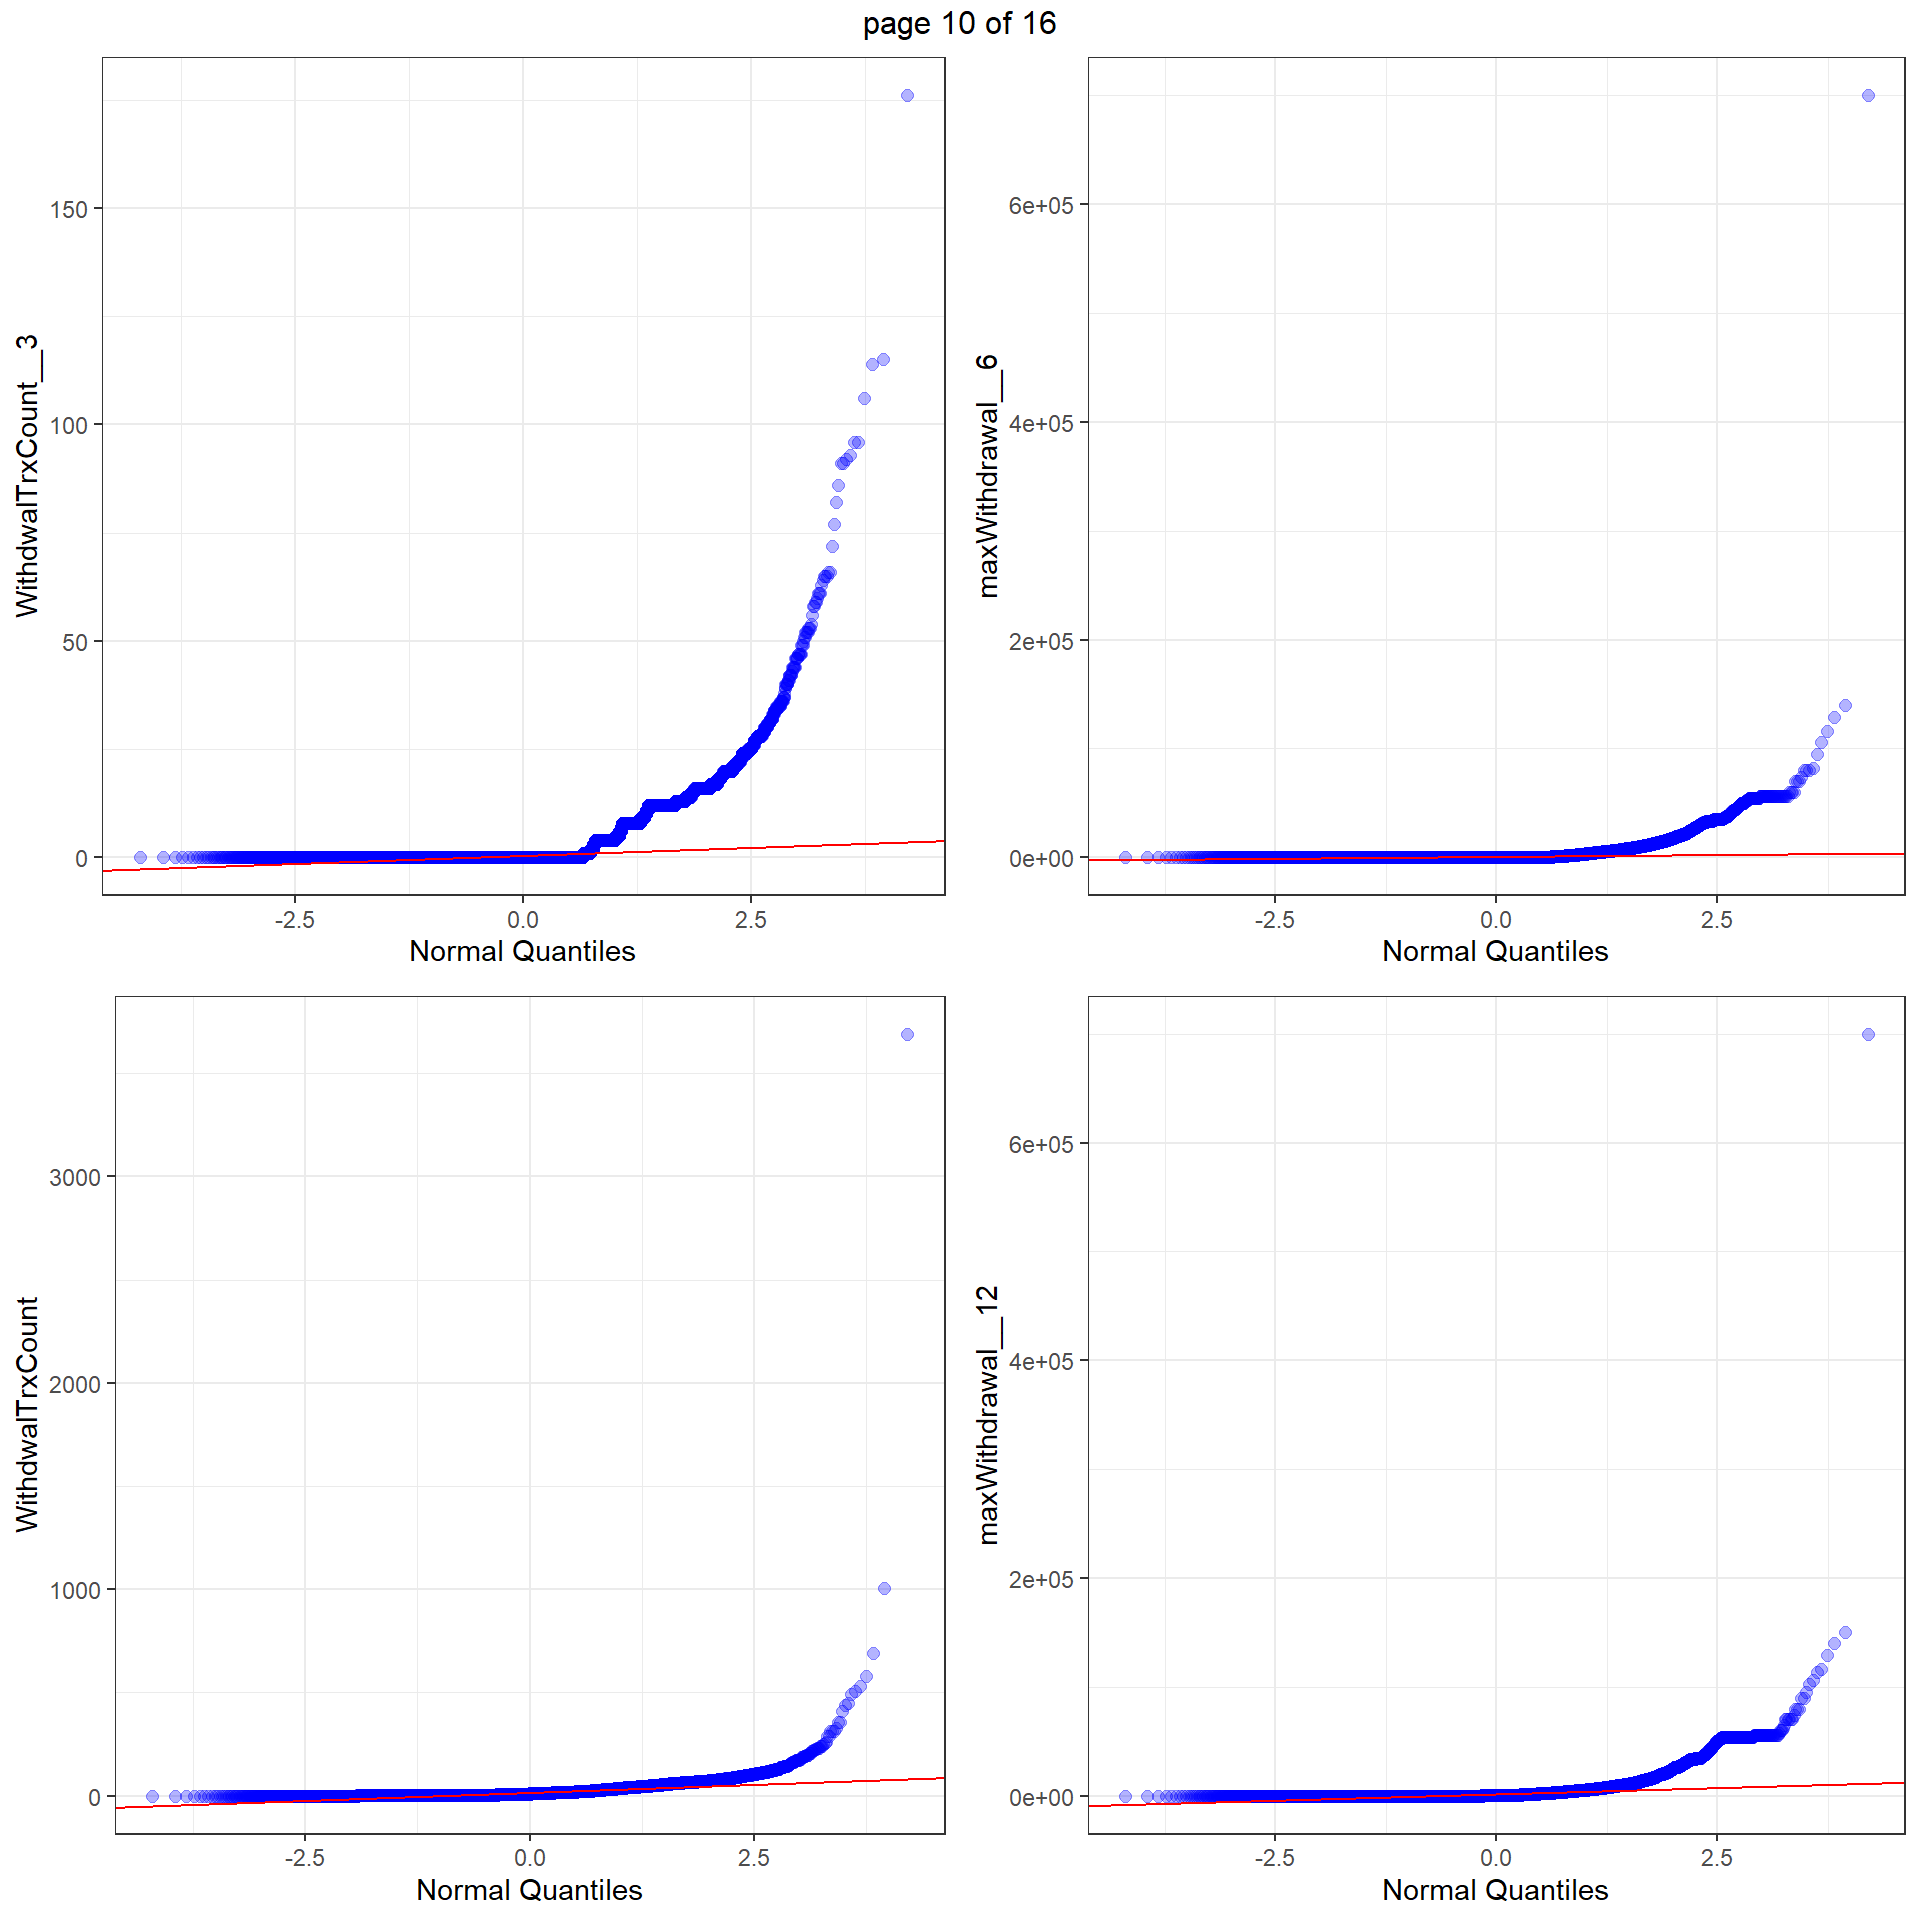 page 10 of 16
WithdwalTrxCount__3
150
100
50
0
-2.5 0.0 2.5
Normal Quantiles
maxWithdrawal__6
6e+05
4e+05
2e+05
0e+00
-2.5 0.0 2.5
Normal Quantiles
WithdwalTrxCount
3000
2000
1000
0
-2.5 0.0 2.5
Normal Quantiles
maxWithdrawal__12
6e+05
4e+05
2e+05
0e+00
-2.5 0.0 2.5
Normal Quantiles